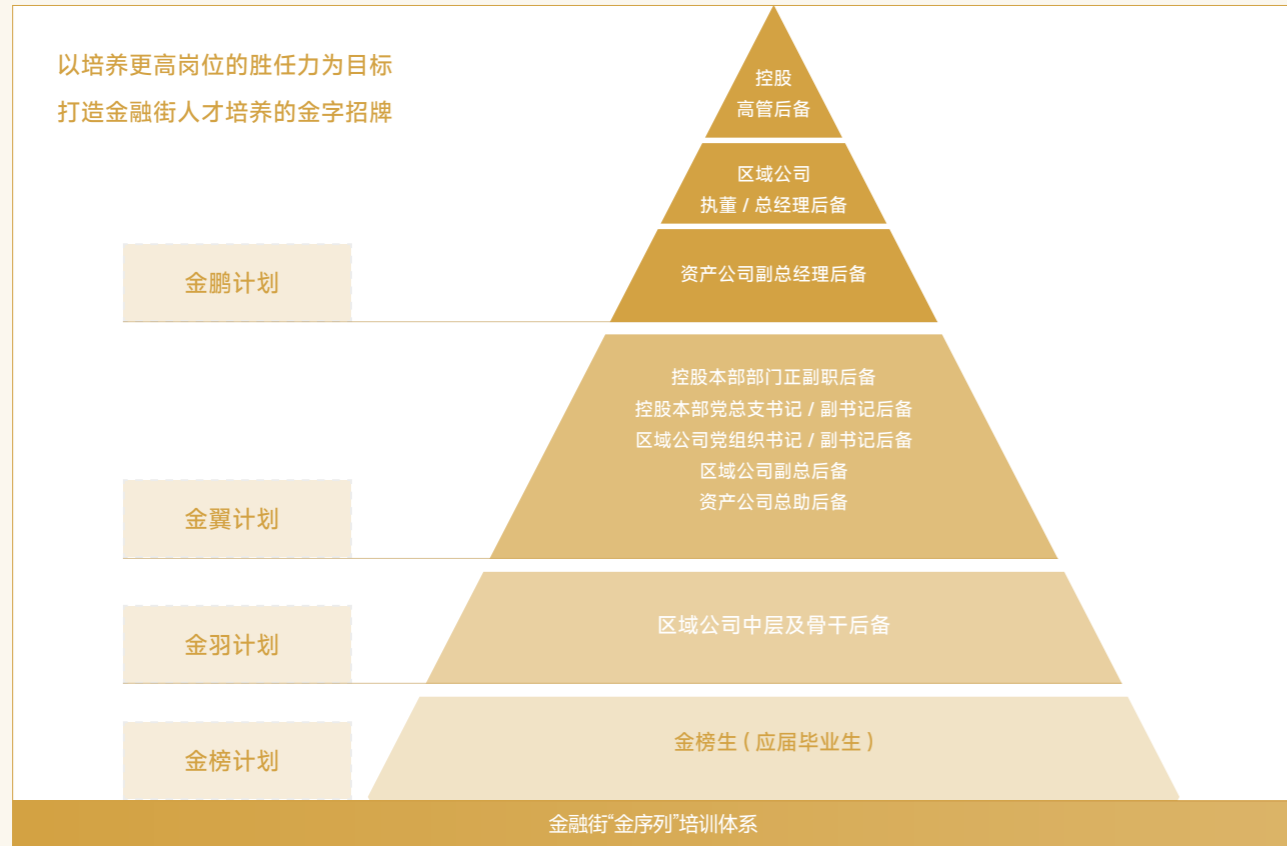 以培养更高岗位的胜任力为目标
打造金融街人才培养的金字招牌
控股
高管后备
区域公司
执董 / 总经理后备
金鹏计划
资产公司副总经理后备
控股本部部门正副职后备
控股本部党总支书记 / 副书记后备
区域公司党组织书记 / 副书记后备
区域公司副总后备
资产公司总助后备
金翼计划
区域公司中层及骨干后备
金羽计划
金榜生 ( 应届毕业生 )
金榜计划
金融街“金序列”培训体系